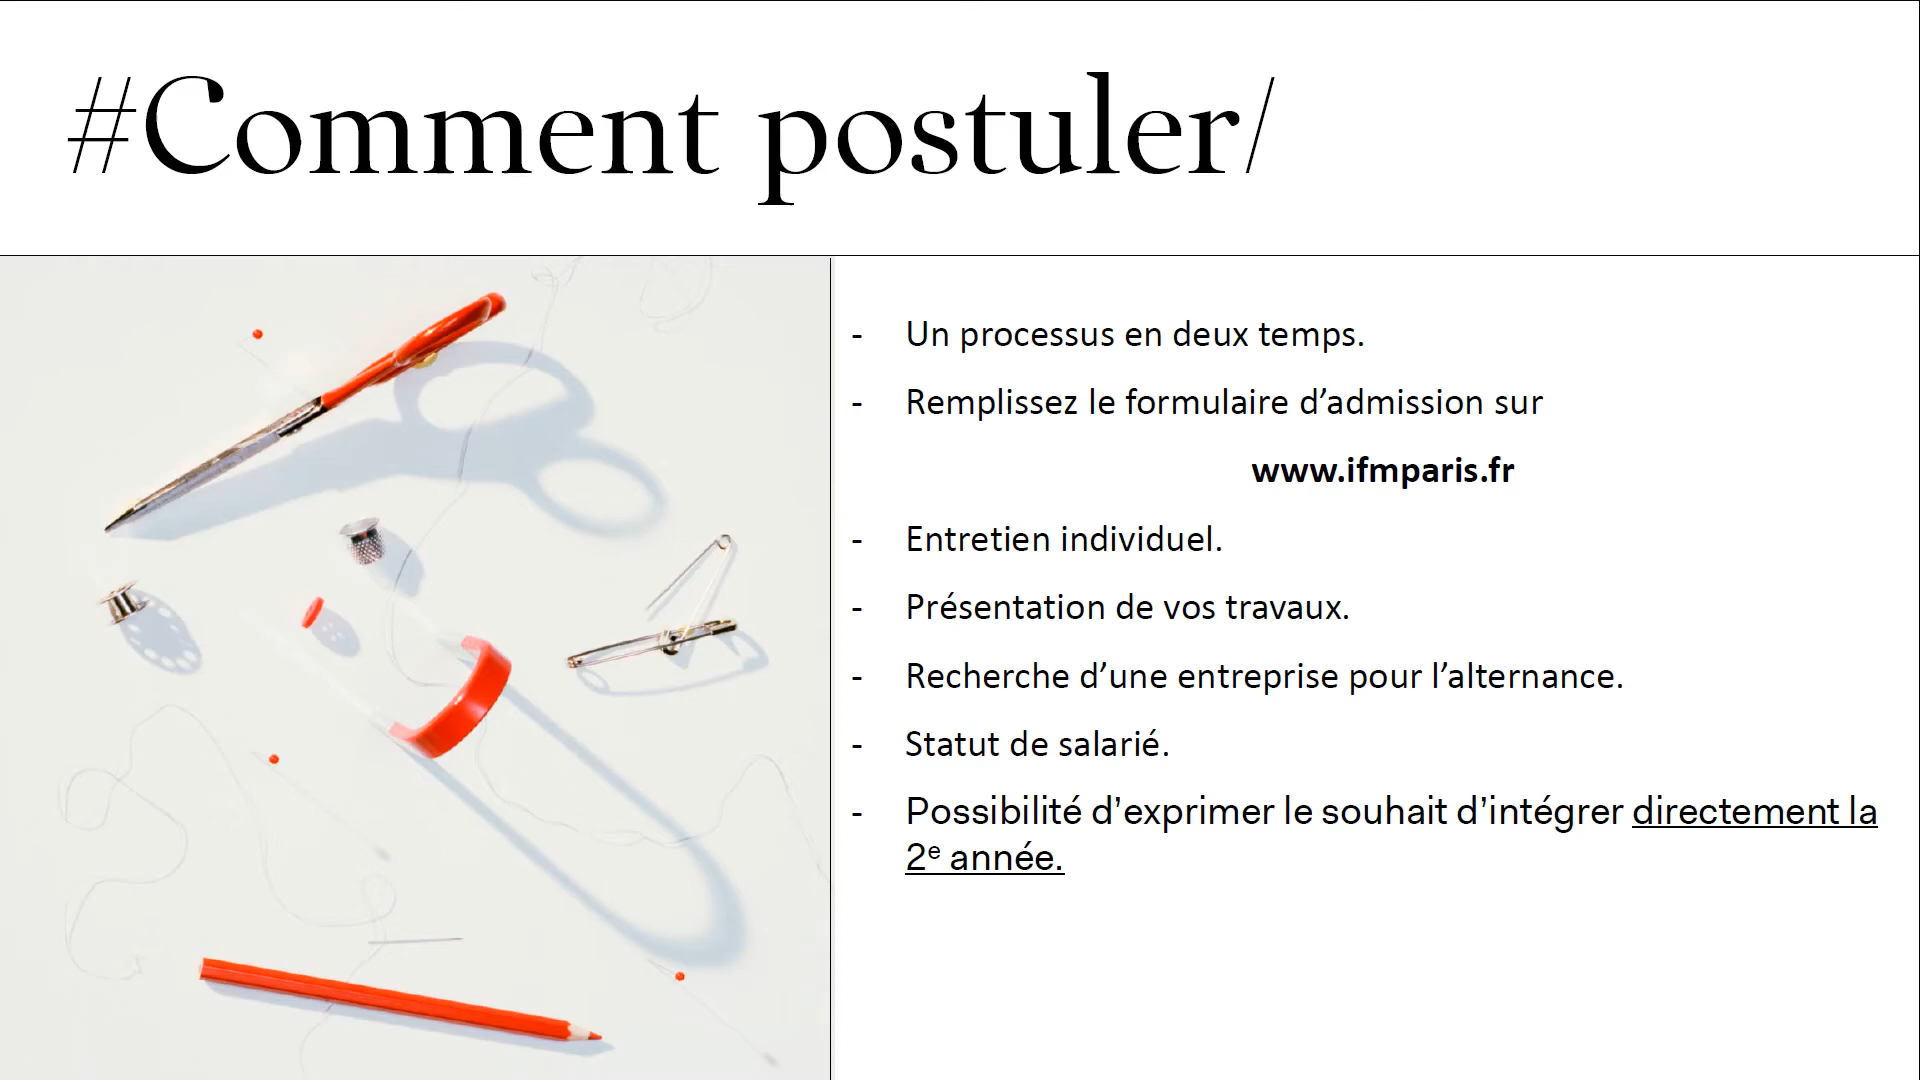 #Comment postuler/
- Un processus en deux temps.
- Remplissez le formulaire d’admission sur
www.ifmparis.fr
- Entretien individuel.
- Présentation de vos travaux.
- Recherche d’une entreprise pour l’alternance.
- Statut de salarié.
- Possibilité d’exprimer le souhait d’intégrer directement la
2ᵉ année.